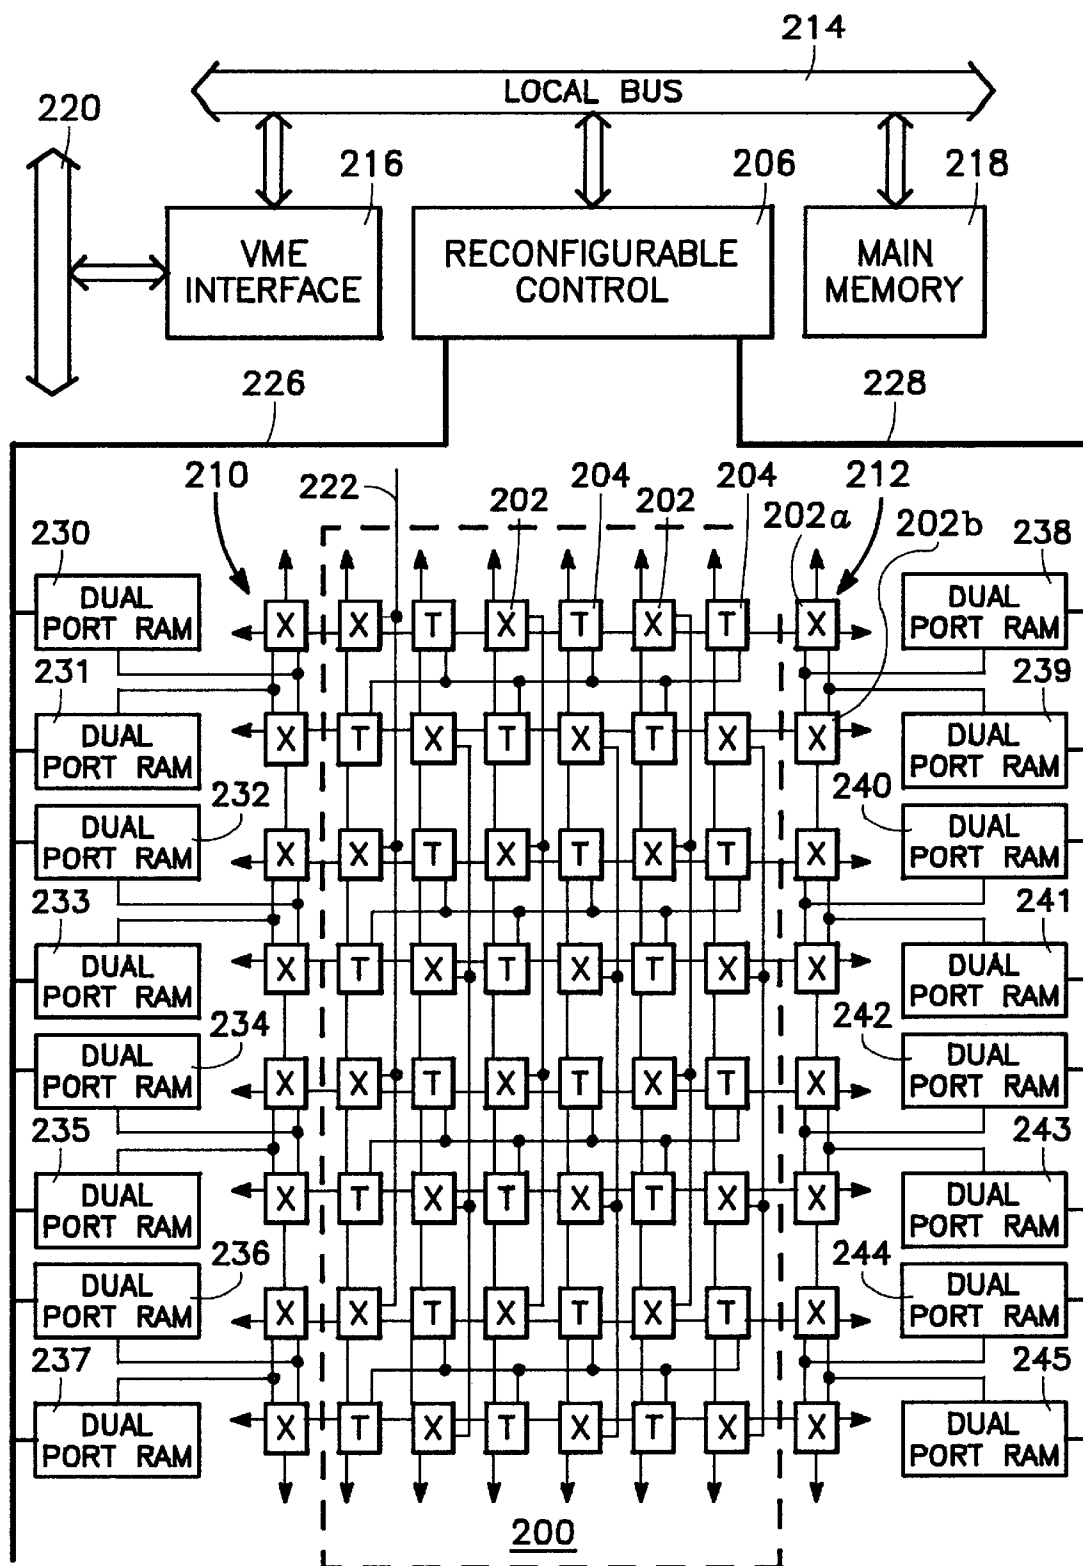 214
LOCAL BUS
220
216
206
218
VME
INTERFACE
RECONFIGURABLE
CONTROL
MAIN
MEMORY
226
228
210
222
202
204
202
204
202a
212
202b
230
238
DUAL
PORT RAM
X X T X T X T X
DUAL
PORT RAM
231
239
DUAL
PORT RAM
X T X T X T X X
DUAL
PORT RAM
232
240
DUAL
PORT RAM
X X T X T X T X
DUAL
PORT RAM
233
241
DUAL
PORT RAM
X T X T X T X X
DUAL
PORT RAM
234
242
DUAL
PORT RAM
X X T X T X T X
DUAL
PORT RAM
235
243
DUAL
PORT RAM
X T X T X T X X
DUAL
PORT RAM
236
244
DUAL
PORT RAM
X X T X T X T X
DUAL
PORT RAM
237
245
DUAL
PORT RAM
X T X T X T X X
DUAL
PORT RAM
200